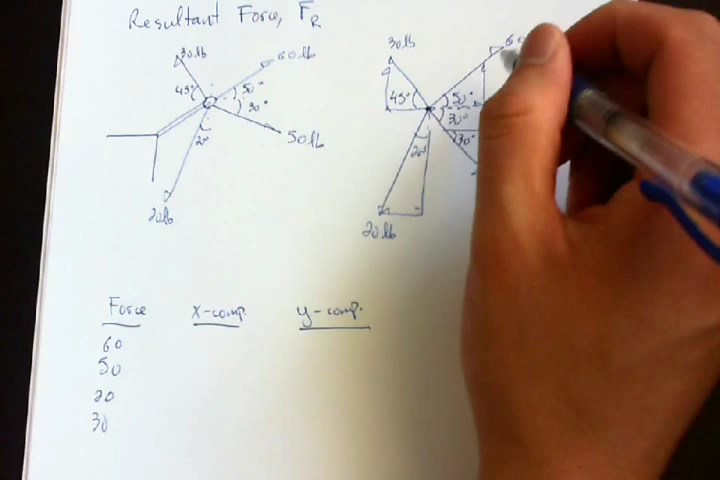 Resultant Force, FR
30lb
60lb
45°
50°
30°
50lb
20°
20lb
30lb
60
45°
50°
30°
20°
20lb
Force x-comp. y-comp.
60
50
20
30